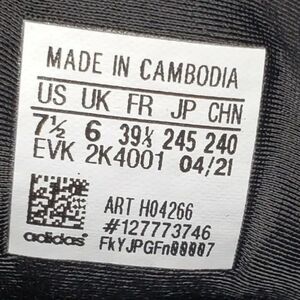 MADE IN CAMBODIA
US UK FR JP CHN
7½ 6 39⅓ 245 240
EVK 2K4001 04/21
ART H04266
#127773746
adidas FkYJPGFn00007